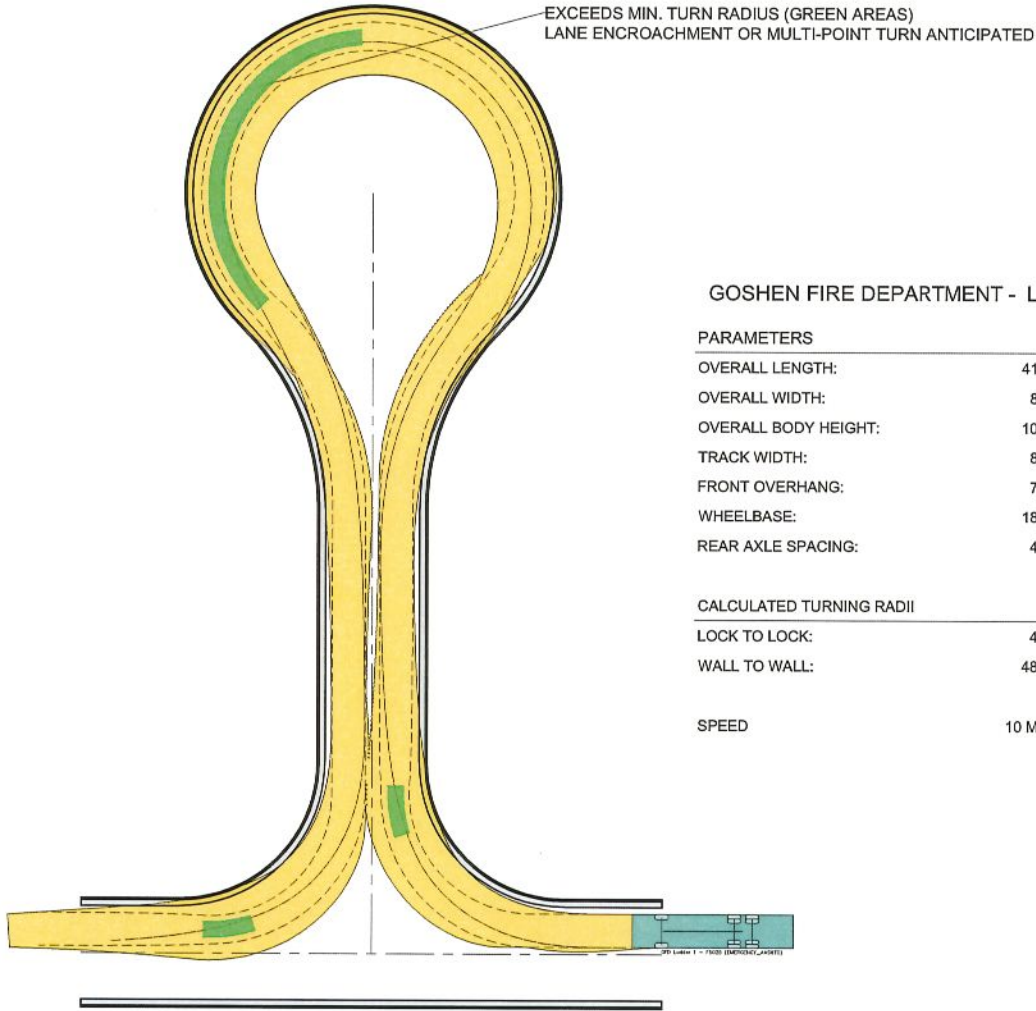 EXCEEDS MIN. TURN RADIUS (GREEN AREAS)
LANE ENCROACHMENT OR MULTI-POINT TURN ANTICIPATED
GOSHEN FIRE DEPARTMENT - L
PARAMETERS
OVERALL LENGTH: 41
OVERALL WIDTH: 8
OVERALL BODY HEIGHT: 10
TRACK WIDTH: 8
FRONT OVERHANG: 7
WHEELBASE: 18
REAR AXLE SPACING: 4
CALCULATED TURNING RADII
LOCK TO LOCK: 4
WALL TO WALL: 48
SPEED 10 M